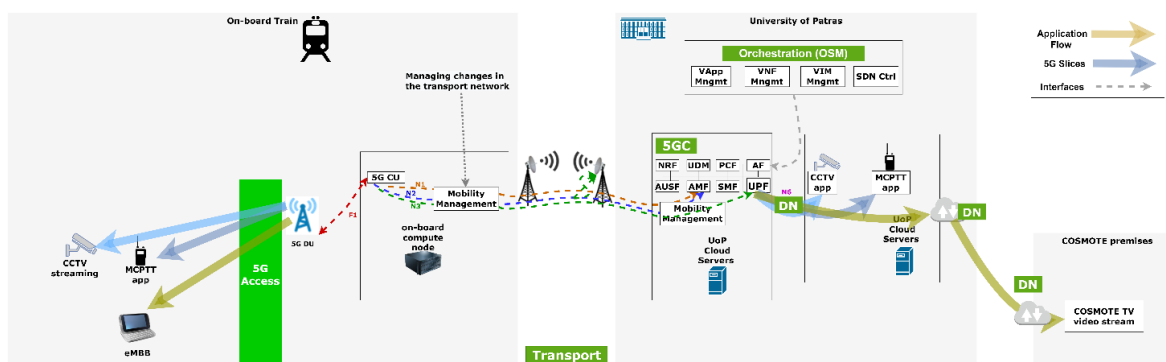 On-board Train
University of Patras
Orchestration (OSM)
VApp
Mngmt
VNF
Mngmt
VIM
Mngmt
SDN Ctrl
Application
Flow
5G Slices
Interfaces
Managing changes in
the transport network
5GC
NRF
UDM
PCF
AF
AUSF
AMF
SMF
UPF
Mobility
Management
5G CU
N1
N2
N3
Mobility
Management
F1
5G DU
on-board
compute
node
CCTV
streaming
MCPTT
app
eMBB
5G
Access
Transport
UoP
Cloud
Servers
N6
DN
CCTV
app
MCPTT
app
UoP
Cloud
Servers
DN
COSMOTE premises
DN
COSMOTE TV
video stream